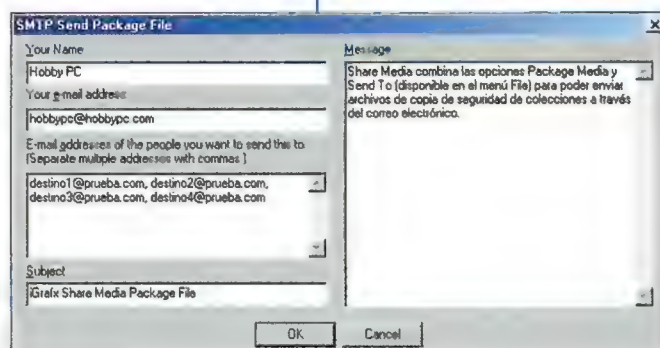 SMTP Send Package File
Your Name
Hobby PC
Your e-mail address
hobbypc@hobbypc.com
E-mail addresses of the people you want to send this to.
(Separate multiple addresses with commas.)
destino1@prueba.com, destino2@prueba.com,
destino3@prueba.com, destino4@prueba.com
Subject
iGrafx Share Media Package File
Message
Share Media combina las opciones Package Media y
Send To (disponible en el menú File) para poder enviar
archivos de copia de seguridad de colecciones a través
del correo electrónico.
OK
Cancel